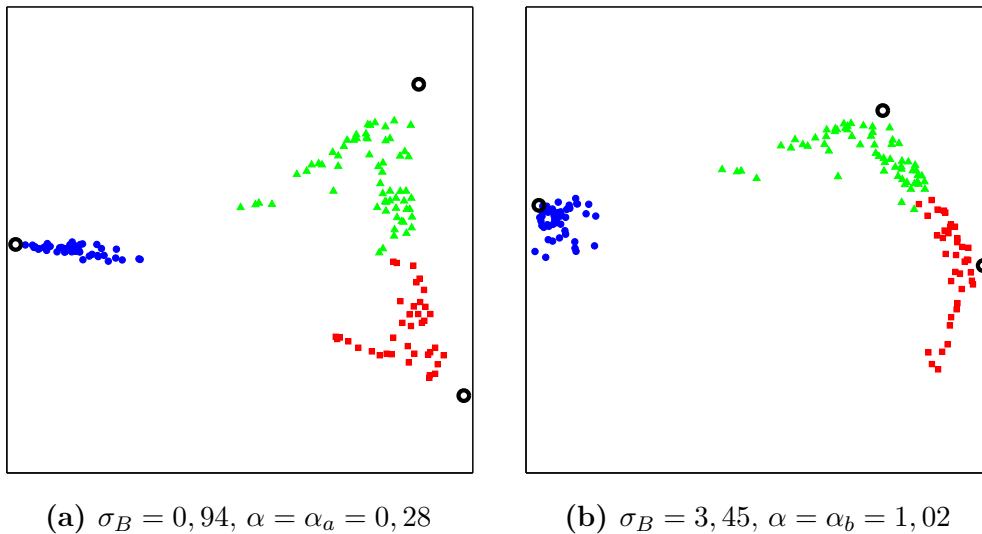 (a) σ_B = 0,94, α = α_a = 0,28
(b) σ_B = 3,45, α = α_b = 1,02